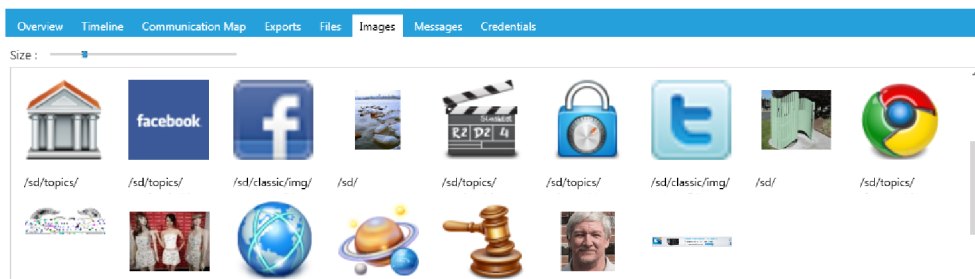 Overview Timeline Communication Map Exports Files Images Messages Credentials
Size :
facebook
f
R2 D2 4
t
/sd/topics/ /sd/topics/ /sd/classic/img/ /sd/ /sd/topics/ /sd/topics/ /sd/classic/img/ /sd/ /sd/topics/